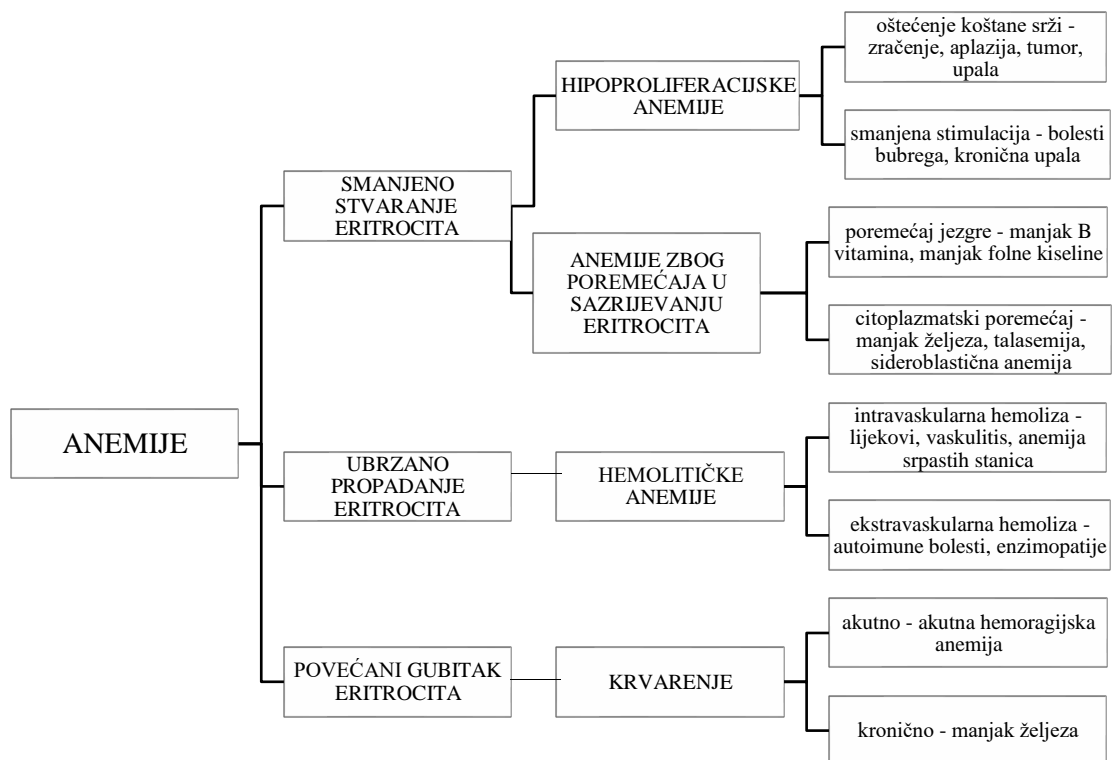 oštećenje koštane srži -
zračenje, aplazija, tumor,
upala
HIPOPROLIFERACIJSKE
ANEMIJE
smanjena stimulacija - bolesti
bubrega, kronična upala
SMANJENO
STVARANJE
ERITROCITA
poremećaj jezgre - manjak B
vitamina, manjak folne kiseline
ANEMIJE ZBOG
POREMEĆAJA U
SAZRIJEVANJU
ERITROCITA
citoplazmatski poremećaj -
manjak željeza, talasemija,
sideroblastična anemija
ANEMIJE
intravaskularna hemoliza -
lijekovi, vaskulitis, anemija
srpastih stanica
UBRZANO
PROPADANJE
ERITROCITA
HEMOLITIČKE
ANEMIJE
ekstravaskularna hemoliza -
autoimune bolesti, enzimopatije
akutno - akutna hemoragijska
anemija
POVEĆANI GUBITAK
ERITROCITA
KRVARENJE
kronično - manjak željeza